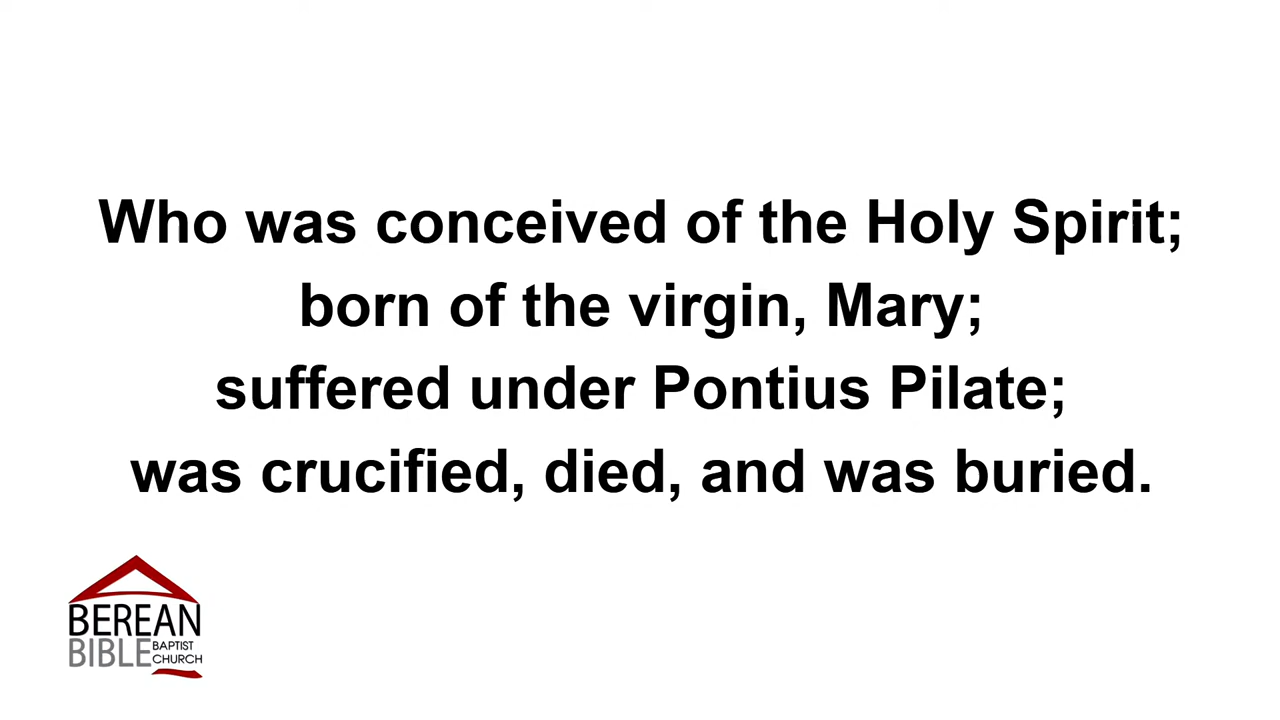 Who was conceived of the Holy Spirit;
born of the virgin, Mary;
suffered under Pontius Pilate;
was crucified, died, and was buried.
BEREAN
BIBLE BAPTIST CHURCH